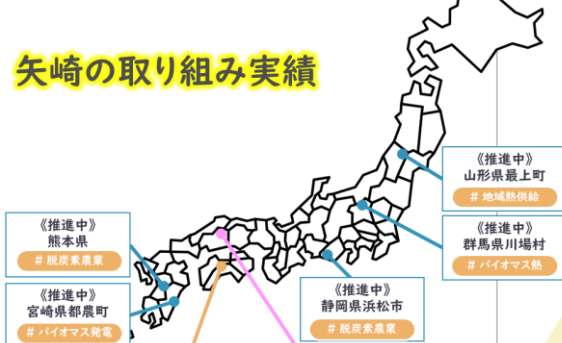 矢崎の取り組み実績
《推進中》
山形県最上町
# 地域熱供給
《推進中》
群馬県川場村
# バイオマス熱
《推進中》
熊本県
# 脱炭素農業
《推進中》
宮崎県都農町
# バイオマス発電
《推進中》
静岡県浜松市
# 脱炭素農業